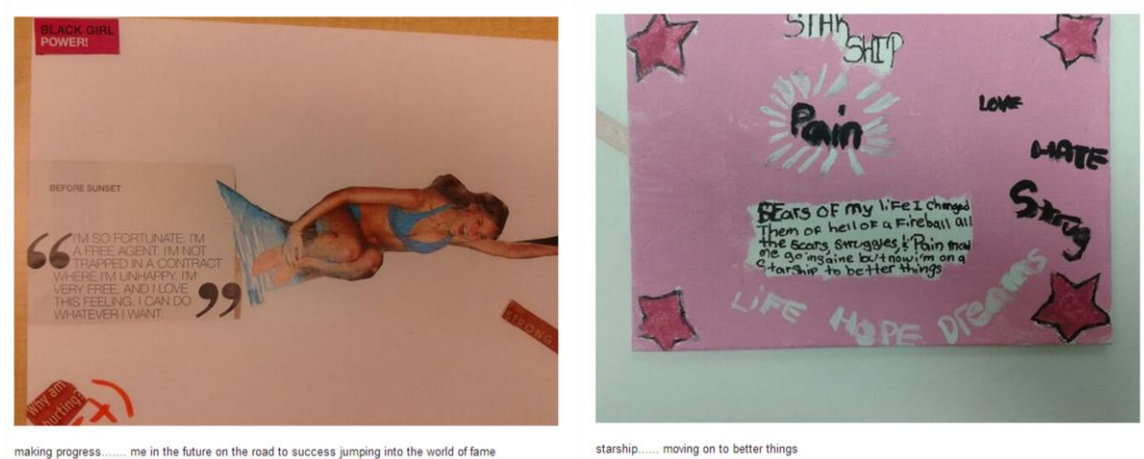 BLACK GIRL
POWER!
BEFORE SUNSET
“I'M SO FORTUNATE, I'M
A FREE AGENT. I'M NOT
TRAPPED IN A CONTRACT
WHERE I'M UNHAPPY. I'M
VERY FREE, AND I LOVE
THIS FEELING. I CAN DO
WHATEVER I WANT.”
STRONG
Why am
hurting?
making progress....... me in the future on the road to success jumping into the world of fame
STAR
SHIP
Pain
LOVE
HATE
of my life I changed
Them of hell of a Fireball all
the scars, struggles, & Pain mad
me go ingaine but now i'm on a
starship to better things
LiFE HOPE Dreams
starship...... moving on to better things